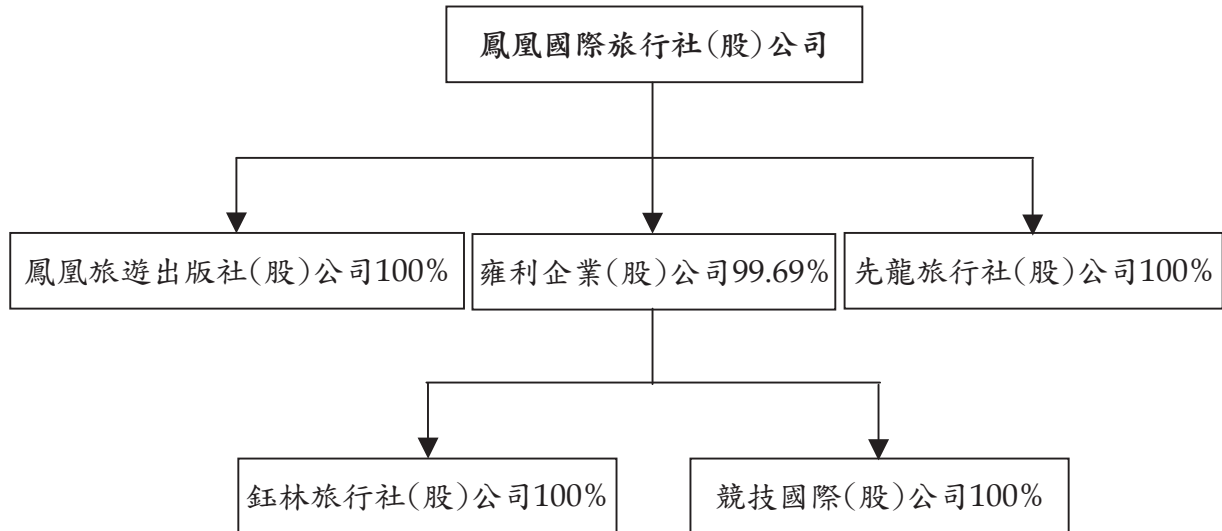 鳳凰國際旅行社(股)公司
鳳凰旅遊出版社(股)公司100%
雍利企業(股)公司99.69%
先龍旅行社(股)公司100%
鈺林旅行社(股)公司100%
競技國際(股)公司100%